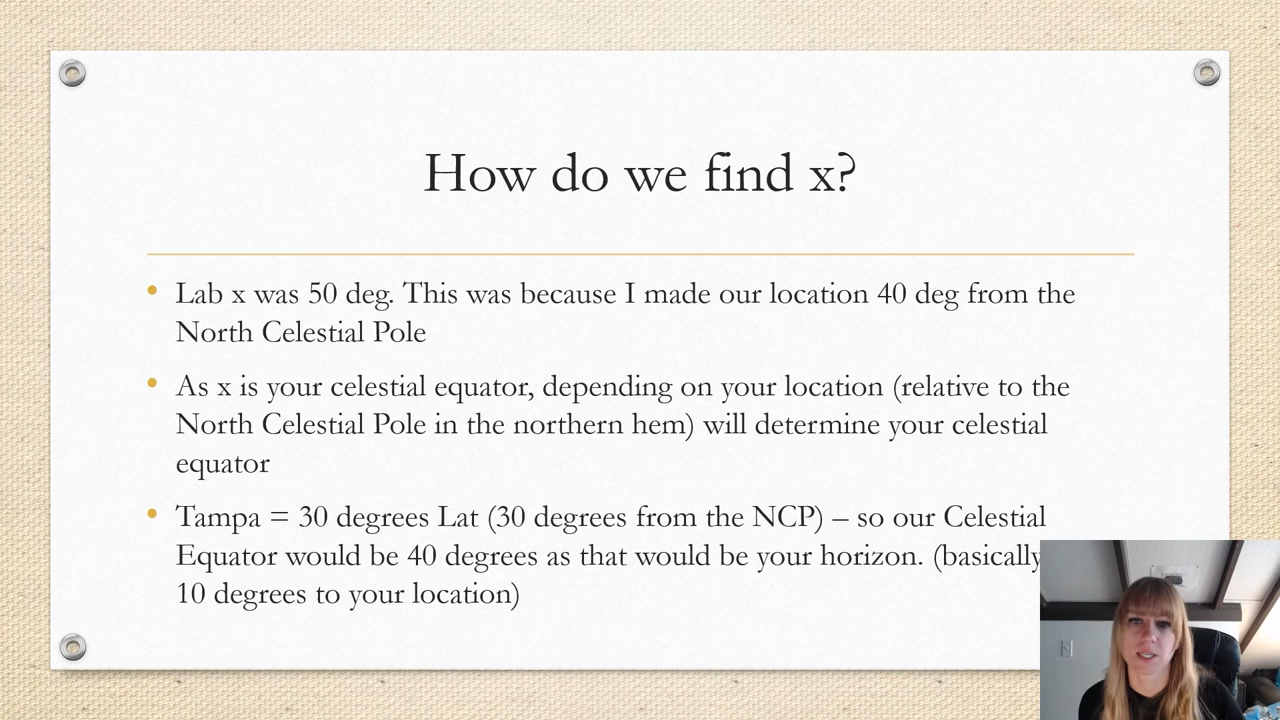 How do we find x?
• Lab x was 50 deg. This was because I made our location 40 deg from the
North Celestial Pole
• As x is your celestial equator, depending on your location (relative to the
North Celestial Pole in the northern hem) will determine your celestial
equator
• Tampa = 30 degrees Lat (30 degrees from the NCP) – so our Celestial
Equator would be 40 degrees as that would be your horizon. (basically
10 degrees to your location)